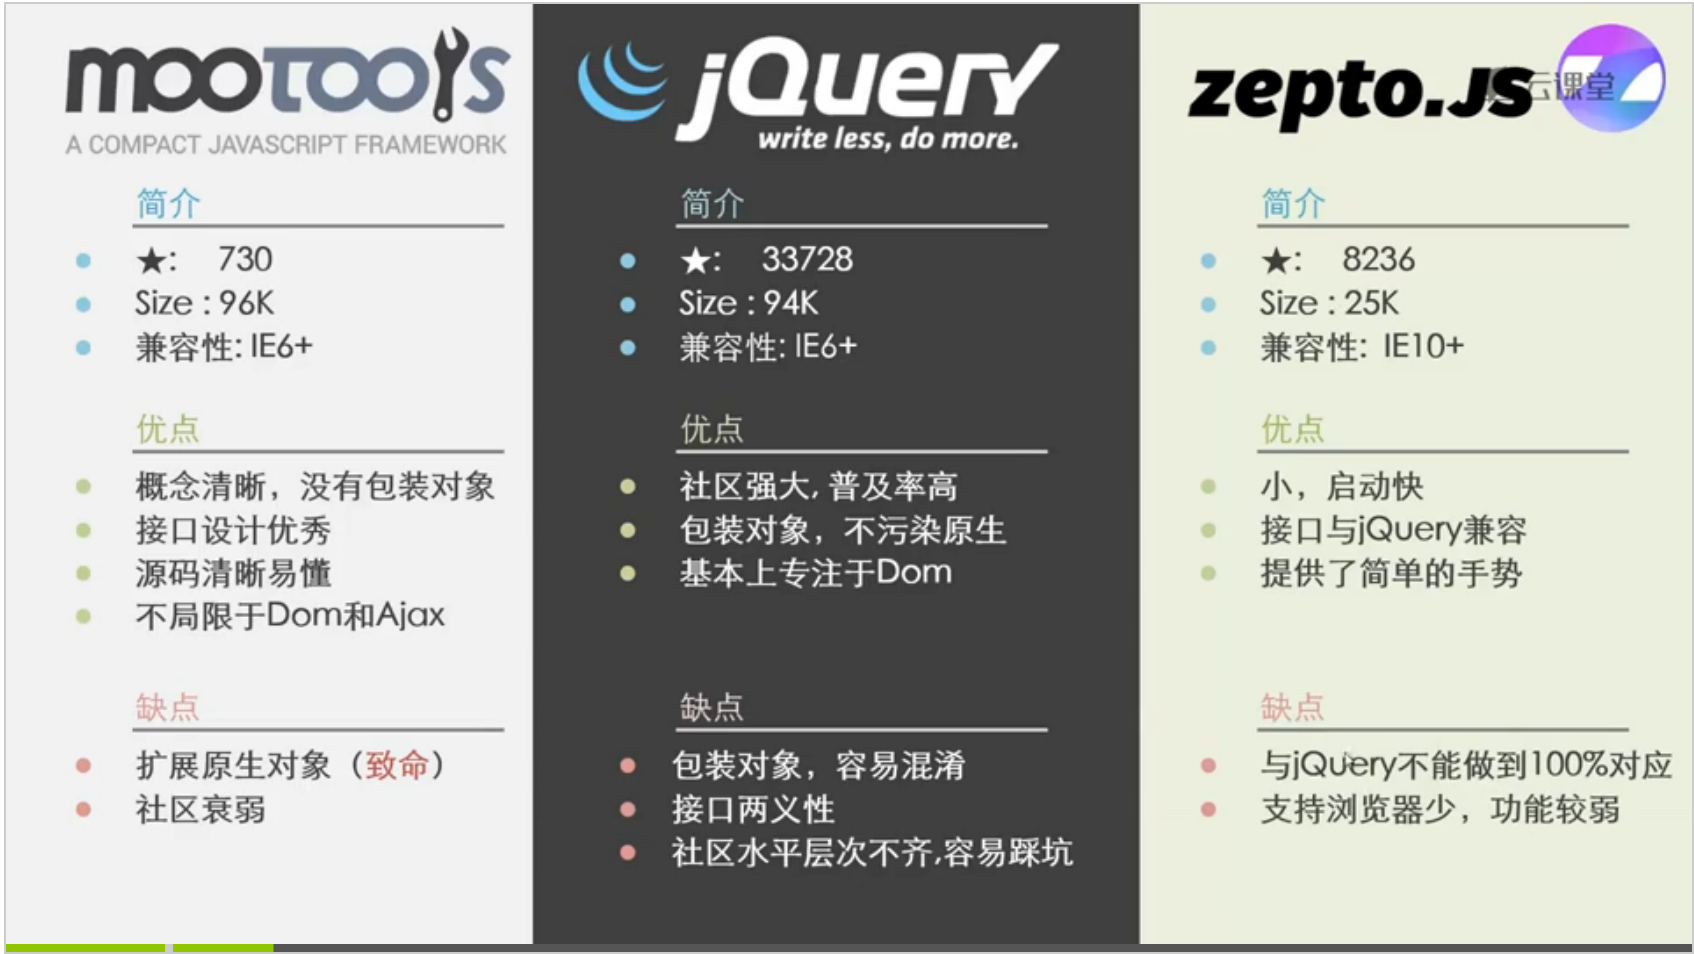 mootools
A COMPACT JAVASCRIPT FRAMEWORK
简介
★: 730
Size : 96K
兼容性: IE6+
优点
概念清晰，没有包装对象
接口设计优秀
源码清晰易懂
不局限于Dom和Ajax
缺点
扩展原生对象（致命）
社区衰弱
jQuery
write less, do more.
简介
★: 33728
Size : 94K
兼容性: IE6+
优点
社区强大, 普及率高
包装对象，不污染原生
基本上专注于Dom
缺点
包装对象，容易混淆
接口两义性
社区水平层次不齐,容易踩坑
zepto.JS
云课堂
简介
★: 8236
Size : 25K
兼容性: IE10+
优点
小，启动快
接口与jQuery兼容
提供了简单的手势
缺点
与jQuery不能做到100%对应
支持浏览器少，功能较弱